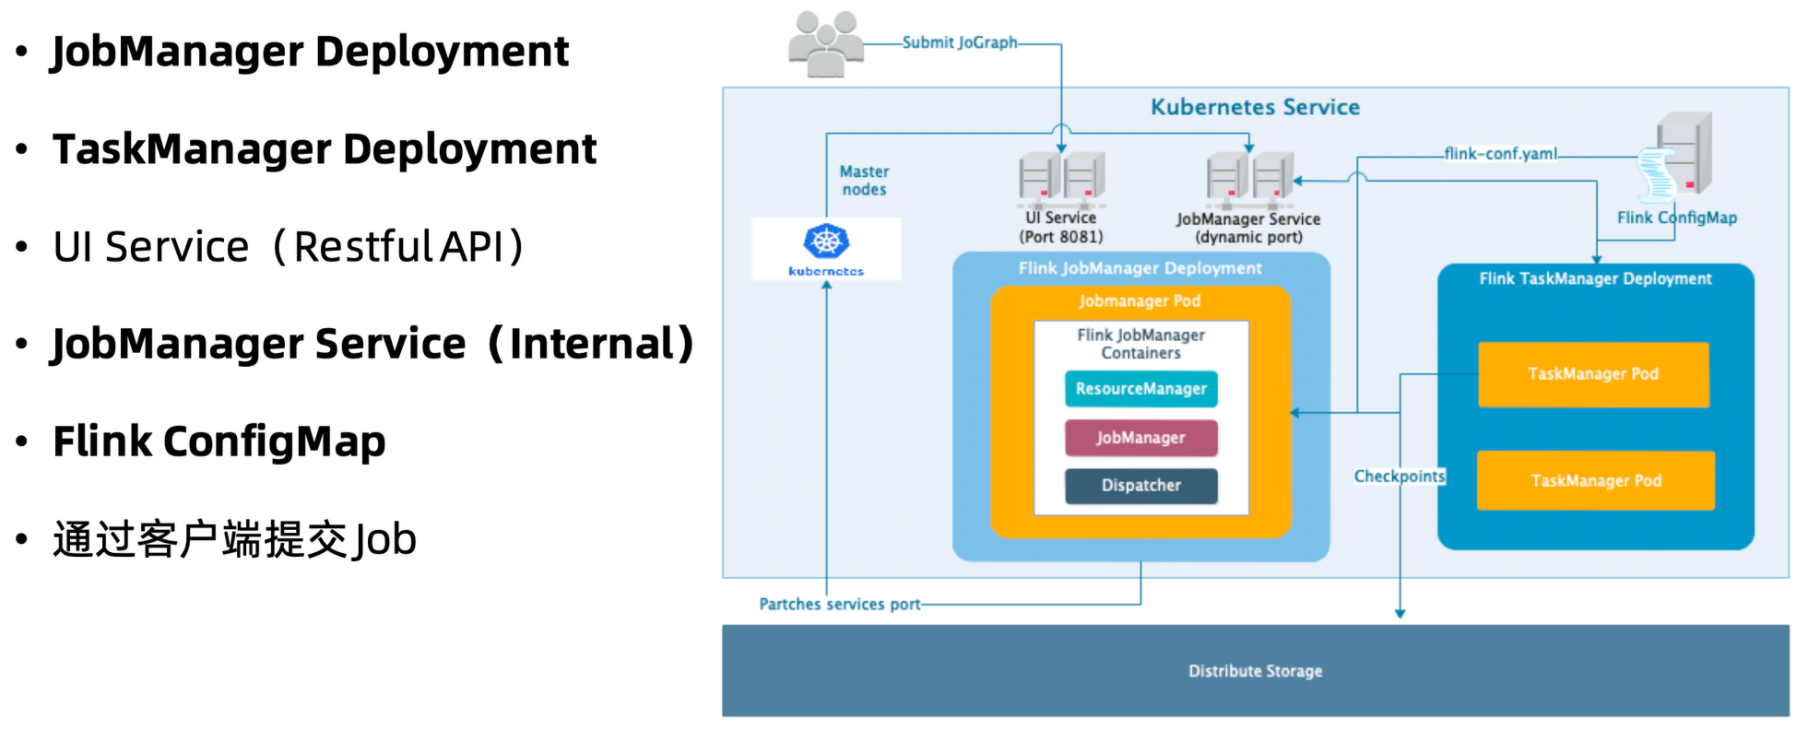 • JobManager Deployment
• TaskManager Deployment
• UI Service（Restful API）
• JobManager Service（Internal）
• Flink ConfigMap
• 通过客户端提交Job
Submit JoGraph
Kubernetes Service
flink-conf.yaml
Master
nodes
kubernetes
UI Service
(Port 8081)
JobManager Service
(dynamic port)
Flink ConfigMap
Flink JobManager Deployment
Jobmanager Pod
Flink JobManager
Containers
ResourceManager
JobManager
Dispatcher
Flink TaskManager Deployment
TaskManager Pod
TaskManager Pod
Checkpoints
Partches services port
Distribute Storage